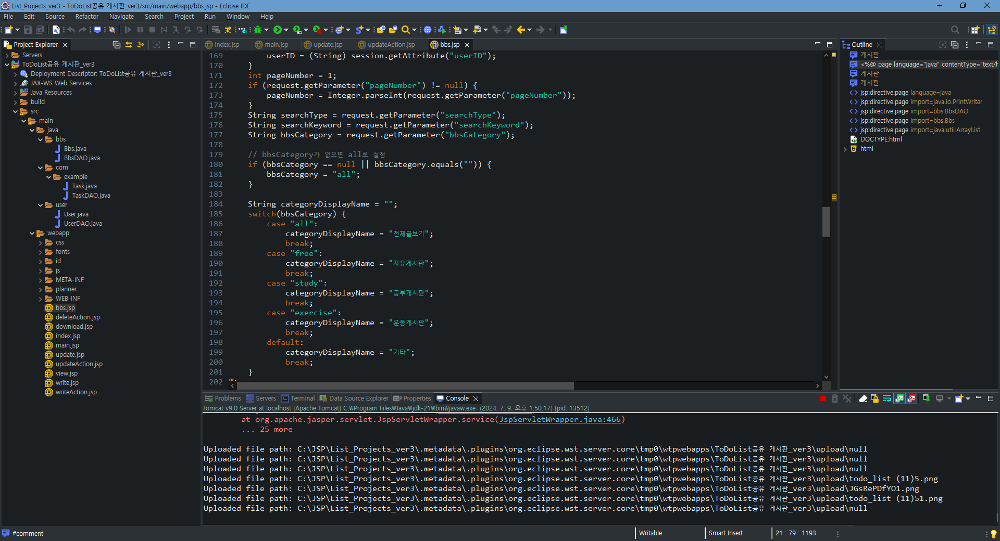 List_Projects_ver3 - ToDoList공유 게시판_ver3/src/main/webapp/bbs.jsp - Eclipse IDE
File Edit Source Refactor Navigate Search Project Run Window Help
Project Explorer
Servers
ToDoList공유 게시판_ver3
Deployment Descriptor: ToDoList공유 게시판_ver3
JAX-WS Web Services
Java Resources
build
src
main
java
bbs
Bbs.java
BbsDAO.java
com
example
Task.java
TaskDAO.java
user
User.java
UserDAO.java
webapp
css
fonts
id
js
META-INF
planner
WEB-INF
bbs.jsp
deleteAction.jsp
download.jsp
index.jsp
main.jsp
update.jsp
updateAction.jsp
view.jsp
write.jsp
writeAction.jsp
index.jsp main.jsp update.jsp updateAction.jsp bbs.jsp
169 userID = (String) session.getAttribute("userID");
170 }
171 int pageNumber = 1;
172 if (request.getParameter("pageNumber") != null) {
173 pageNumber = Integer.parseInt(request.getParameter("pageNumber"));
174 }
175 String searchType = request.getParameter("searchType");
176 String searchKeyword = request.getParameter("searchKeyword");
177 String bbsCategory = request.getParameter("bbsCategory");
178
179 // bbsCategory가 없으면 all로 설정
180 if (bbsCategory == null || bbsCategory.equals("")) {
181 bbsCategory = "all";
182 }
183
184 String categoryDisplayName = "";
185 switch(bbsCategory) {
186 case "all":
187 categoryDisplayName = "전체글보기";
188 break;
189 case "free":
190 categoryDisplayName = "자유게시판";
191 break;
192 case "study":
193 categoryDisplayName = "공부게시판";
194 break;
195 case "exercise":
196 categoryDisplayName = "운동게시판";
197 break;
198 default:
199 categoryDisplayName = "기타";
200 break;
201 }
202
Outline
게시판
<%@ page language="java" contentType="text/h
게시판
게시판
jsp:directive.page language=java
jsp:directive.page import=java.io.PrintWriter
jsp:directive.page import=bbs.BbsDAO
jsp:directive.page import=bbs.Bbs
jsp:directive.page import=java.util.ArrayList
DOCTYPE:html
html
Problems Servers Terminal Data Source Explorer Properties Console
Tomcat v9.0 Server at localhost [Apache Tomcat] C:₩Program Files₩Java₩jdk-21₩bin₩javaw.exe (2024. 7. 9. 오후 1:50:17) [pid: 13512]
at org.apache.jasper.servlet.JspServletWrapper.service(JspServletWrapper.java:466)
... 25 more
Uploaded file path: C:\JSP\List_Projects_ver3\.metadata\.plugins\org.eclipse.wst.server.core\tmp0\wtpwebapps\ToDoList공유 게시판_ver3\upload\null
Uploaded file path: C:\JSP\List_Projects_ver3\.metadata\.plugins\org.eclipse.wst.server.core\tmp0\wtpwebapps\ToDoList공유 게시판_ver3\upload\null
Uploaded file path: C:\JSP\List_Projects_ver3\.metadata\.plugins\org.eclipse.wst.server.core\tmp0\wtpwebapps\ToDoList공유 게시판_ver3\upload\null
Uploaded file path: C:\JSP\List_Projects_ver3\.metadata\.plugins\org.eclipse.wst.server.core\tmp0\wtpwebapps\ToDoList공유 게시판_ver3\upload\todo_list (11)5.png
Uploaded file path: C:\JSP\List_Projects_ver3\.metadata\.plugins\org.eclipse.wst.server.core\tmp0\wtpwebapps\ToDoList공유 게시판_ver3\upload\JGsRePDfYO1.png
Uploaded file path: C:\JSP\List_Projects_ver3\.metadata\.plugins\org.eclipse.wst.server.core\tmp0\wtpwebapps\ToDoList공유 게시판_ver3\upload\todo_list (11)51.png
Uploaded file path: C:\JSP\List_Projects_ver3\.metadata\.plugins\org.eclipse.wst.server.core\tmp0\wtpwebapps\ToDoList공유 게시판_ver3\upload\null
#comment
Writable
Smart Insert
21 : 79 : 1193